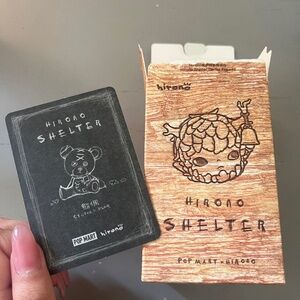 HIRONO
SHELTER
POP MART
hirono
hirono
HIRONO
SHELTER
POP MART × HIRONO